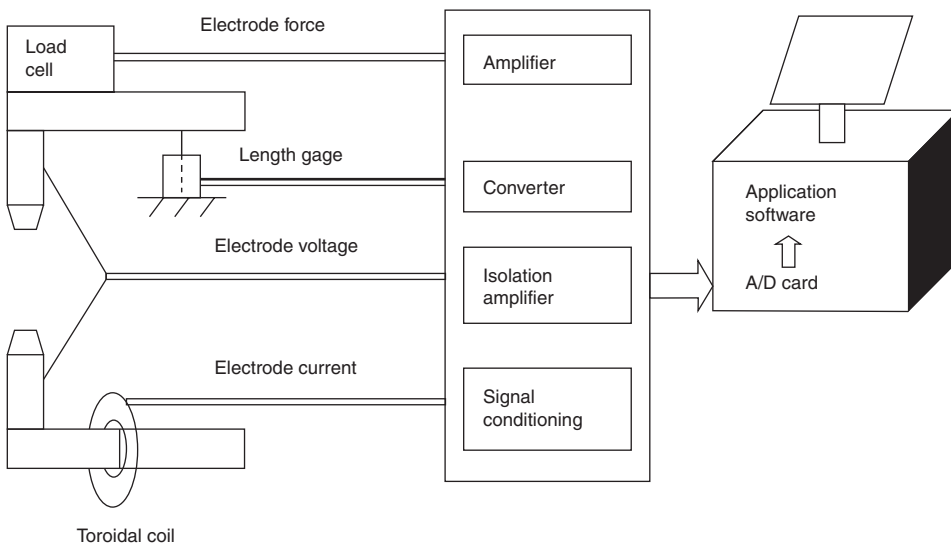 Electrode force
Load
cell
Amplifier
Length gage
Converter
Application
software
Electrode voltage
Isolation
amplifier
A/D card
Electrode current
Signal
conditioning
Toroidal coil